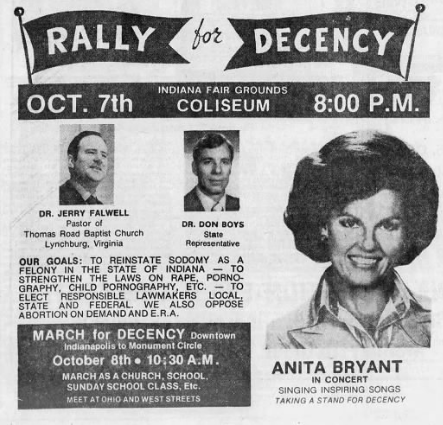 RALLY for DECENCY
INDIANA FAIR GROUNDS
OCT. 7th COLISEUM 8:00 P.M.
DR. JERRY FALWELL
Pastor of
Thomas Road Baptist Church
Lynchburg, Virginia
DR. DON BOYS
State
Representative
OUR GOALS: TO REINSTATE SODOMY AS A
FELONY IN THE STATE OF INDIANA — TO
STRENGTHEN THE LAWS ON RAPE, PORNO-
GRAPHY, CHILD PORNOGRAPHY, ETC. — TO
ELECT RESPONSIBLE LAWMAKERS LOCAL,
STATE AND FEDERAL. WE ALSO OPPOSE
ABORTION ON DEMAND AND E.R.A.
MARCH for DECENCY Downtown
Indianapolis to Monument Circle
October 8th • 10:30 A.M.
MARCH AS A CHURCH, SCHOOL,
SUNDAY SCHOOL CLASS, Etc.
MEET AT OHIO AND WEST STREETS
ANITA BRYANT
IN CONCERT
SINGING INSPIRING SONGS
TAKING A STAND FOR DECENCY